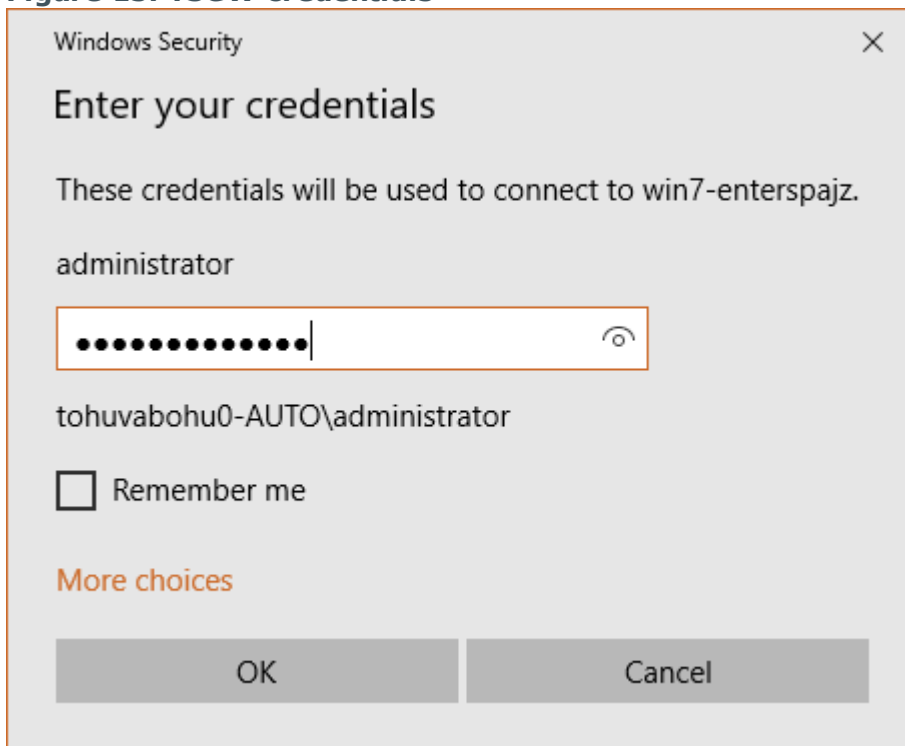 Windows Security
Enter your credentials
These credentials will be used to connect to win7-enterspajz.
administrator
tohuvabohu0-AUTO\administrator
Remember me
More choices
OK Cancel